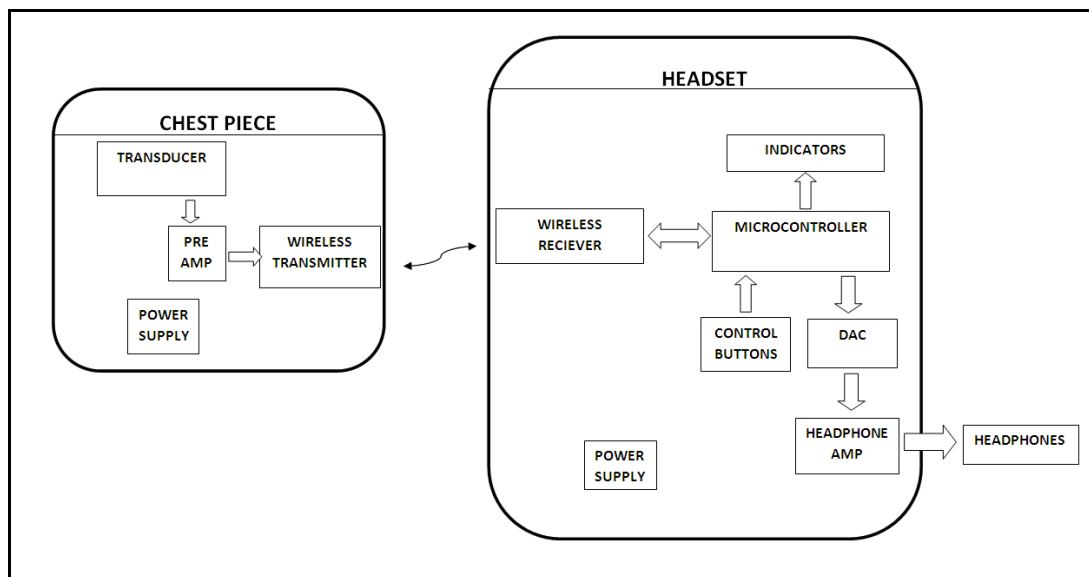 CHEST PIECE
TRANSDUCER
PRE
AMP
WIRELESS
TRANSMITTER
POWER
SUPPLY
HEADSET
INDICATORS
WIRELESS
RECIEVER
MICROCONTROLLER
CONTROL
BUTTONS
DAC
HEADPHONE
AMP
HEADPHONES
POWER
SUPPLY